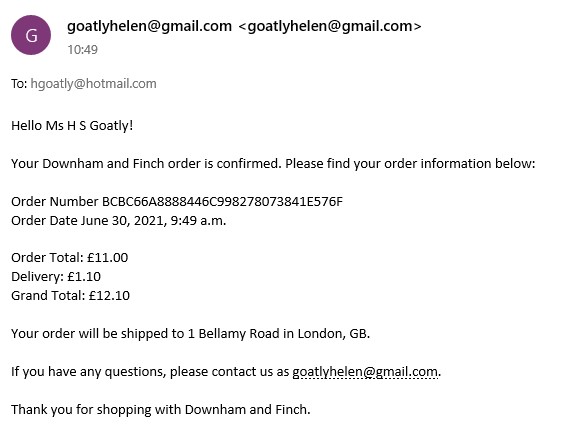 G
goatlyhelen@gmail.com <goatlyhelen@gmail.com>
10:49
To: hgoatly@hotmail.com
Hello Ms H S Goatly!
Your Downham and Finch order is confirmed. Please find your order information below:
Order Number BCBC66A8888446C998278073841E576F
Order Date June 30, 2021, 9:49 a.m.
Order Total: £11.00
Delivery: £1.10
Grand Total: £12.10
Your order will be shipped to 1 Bellamy Road in London, GB.
If you have any questions, please contact us as goatlyhelen@gmail.com.
Thank you for shopping with Downham and Finch.